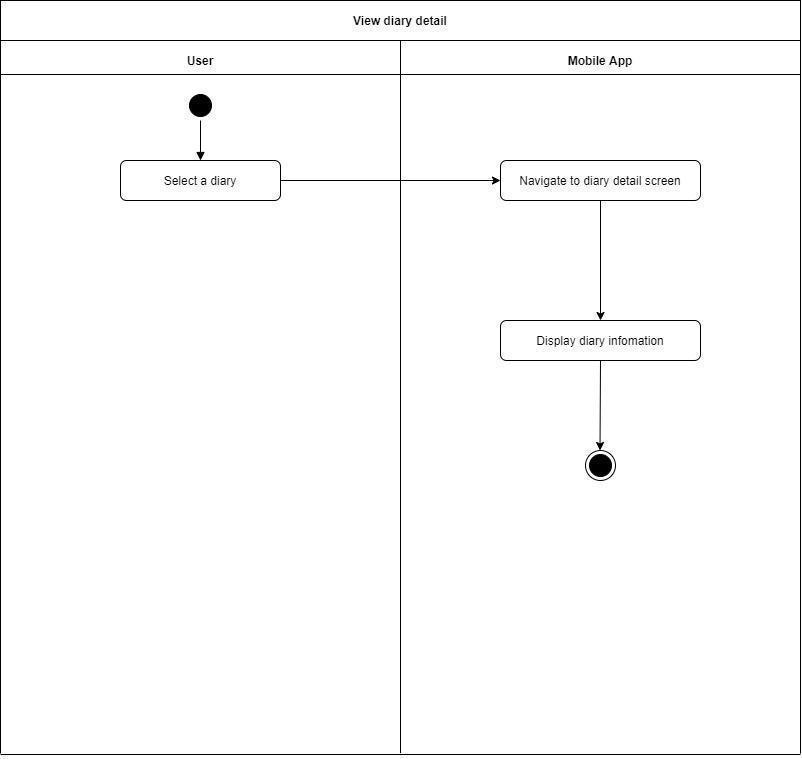 View diary detail
User
Mobile App
Select a diary
Navigate to diary detail screen
Display diary infomation